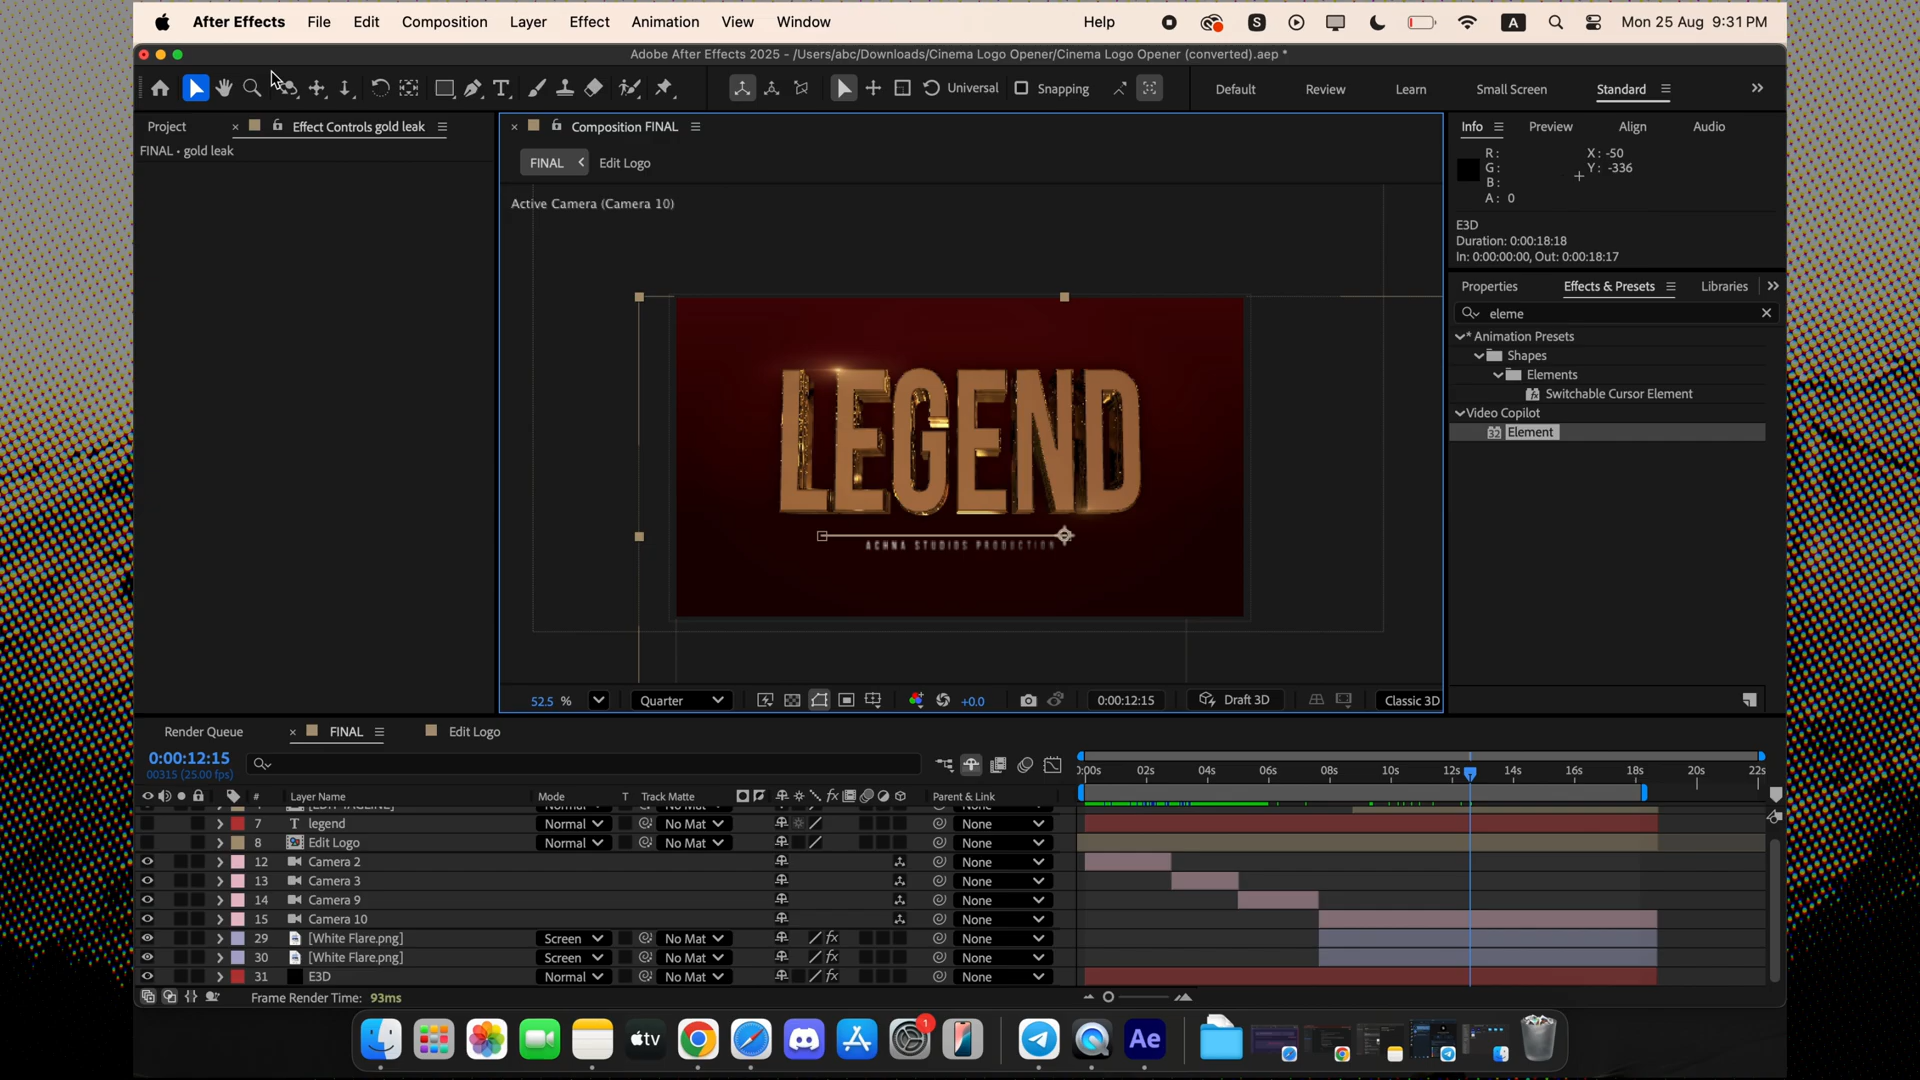 After Effects File Edit Composition Layer Effect Animation View Window Help S A Mon 25 Aug 9:31 PM
Adobe After Effects 2025 - /Users/abc/Downloads/Cinema Logo Opener/Cinema Logo Opener (converted).aep *
T Universal Snapping Default Review Learn Small Screen Standard
Project Effect Controls gold leak
FINAL • gold leak
Composition FINAL
FINAL Edit Logo
Active Camera (Camera 10)
LEGEND
ACHNA STUDIOS PRODUCTION
52.5 % Quarter +0.0 0:00:12:15 Draft 3D Classic 3D
Info Preview Align Audio
R: X: -50
G: Y: -336
B:
A: 0
E3D
Duration: 0:00:18:18
In: 0:00:00:00, Out: 0:00:18:17
Properties Effects & Presets Libraries
eleme
* Animation Presets
Shapes
Elements
Switchable Cursor Element
Video Copilot
32 Element
Render Queue FINAL Edit Logo
0:00:12:15
00315 (25.00 fps)
0:00s 02s 04s 06s 08s 10s 12s 14s 16s 18s 20s 22s
# Layer Name Mode T Track Matte fx Parent & Link
7 T legend Normal No Mat None
8 Edit Logo Normal No Mat None
12 Camera 2 None
13 Camera 3 None
14 Camera 9 None
15 Camera 10 None
29 [White Flare.png] Screen No Mat fx None
30 [White Flare.png] Screen No Mat fx None
31 E3D Normal No Mat fx None
Frame Render Time: 93ms
tv 1 Ae